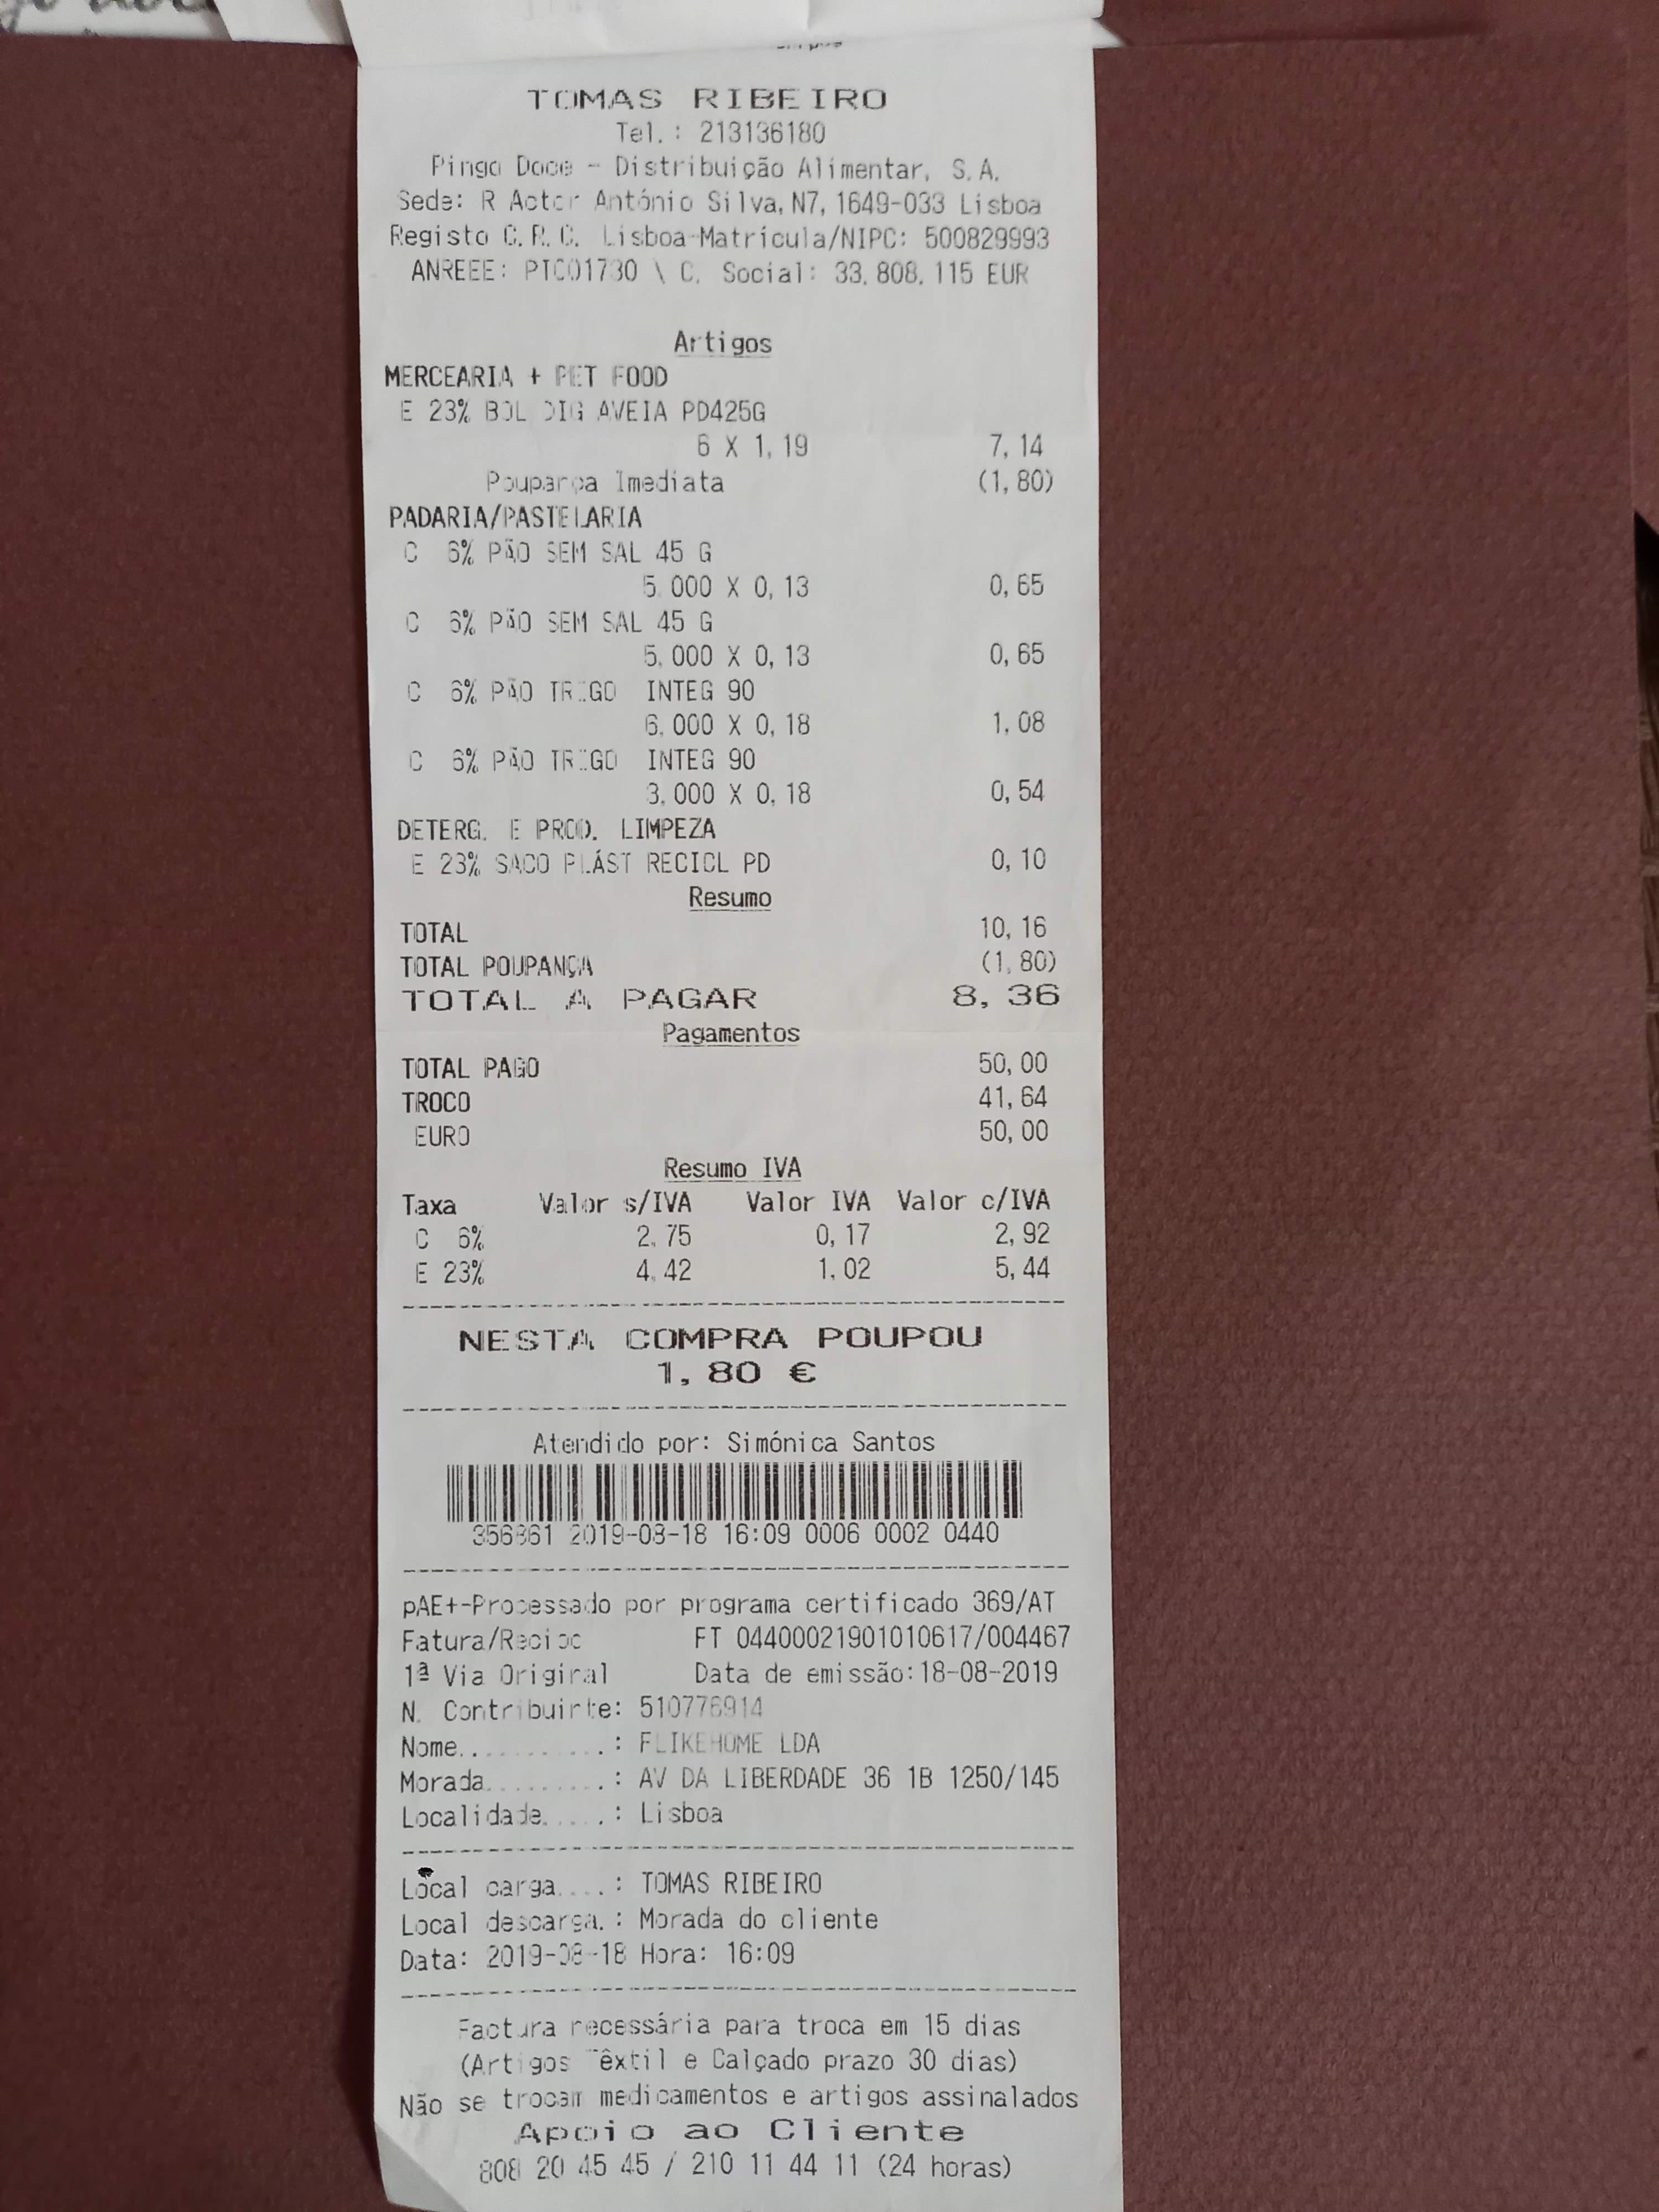 TOMAS RIBEIRO
Tel.: 213136180
Pingo Doce - Distribuição Alimentar, S.A.
Sede: R Actor António Silva, N7, 1649-033 Lisboa
Registo C.R.C. Lisboa-Matrícula/NIPC: 500829993
ANREEE: PTC01730 \ C. Social: 33.808.115 EUR
Artigos
MERCEARIA + PET FOOD
E 23% BOL DIG AVEIA PD425G
6 X 1,19 7,14
Poupança Imediata (1,80)
PADARIA/PASTELARIA
C 6% PÃO SEM SAL 45 G
5,000 X 0,13 0,65
C 6% PÃO SEM SAL 45 G
5,000 X 0,13 0,65
C 6% PÃO TRIGO INTEG 90
6,000 X 0,18 1,08
C 6% PÃO TRIGO INTEG 90
3,000 X 0,18 0,54
DETERG. E PROD. LIMPEZA
E 23% SACO PLÁST RECICL PD 0,10
Resumo
TOTAL 10,16
TOTAL POUPANÇA (1,80)
TOTAL A PAGAR 8,36
Pagamentos
TOTAL PAGO 50,00
TROCO 41,64
EURO 50,00
Resumo IVA
Taxa Valor s/IVA Valor IVA Valor c/IVA
C 6% 2,75 0,17 2,92
E 23% 4,42 1,02 5,44
NESTA COMPRA POUPOU
1,80 €
Atendido por: Simónica Santos
356861 2019-08-18 16:09 0006 0002 0440
pAE+-Processado por programa certificado 369/AT
Fatura/Recibo FT 04400021901010617/004467
1ª Via Original Data de emissão:18-08-2019
N. Contribuinte: 510776914
Nome...........: FLIKEHOME LDA
Morada.........: AV DA LIBERDADE 36 1B 1250/145
Localidade.....: Lisboa
Local carga....: TOMAS RIBEIRO
Local descarga.: Morada do cliente
Data: 2019-08-18 Hora: 16:09
Factura necessária para troca em 15 dias
(Artigos Têxtil e Calçado prazo 30 dias)
Não se trocam medicamentos e artigos assinalados
Apoio ao Cliente
808 20 45 45 / 210 11 44 11 (24 horas)